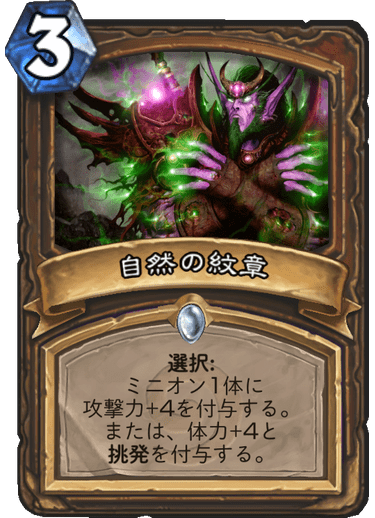 3
自然の紋章
選択:
ミニオン1体に
攻撃力+4を付与する。
または、体力+4と
挑発を付与する。